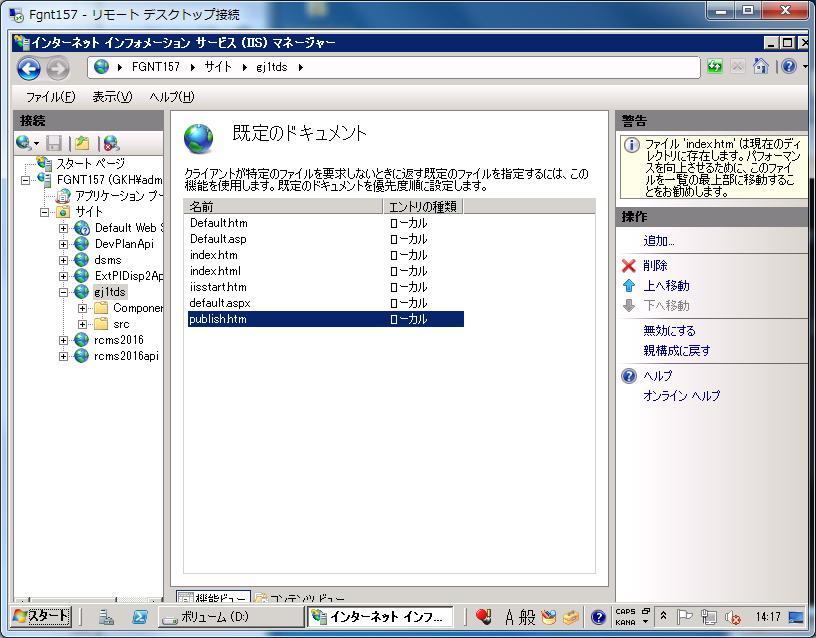 Fgnt157 - リモート デスクトップ接続
インターネット インフォメーション サービス (IIS) マネージャー
FGNT157 サイト gj1tds
ファイル(F) 表示(V) ヘルプ(H)
接続
スタート ページ
FGNT157 (GKH¥adm
アプリケーション プー
サイト
Default Web S
DevPlanApi
dsms
ExtPIDisp2Ap
gj1tds
Componen
src
rcms2016
rcms2016api
既定のドキュメント
クライアントが特定のファイルを要求しないときに返す既定のファイルを指定するには、この
機能を使用します。既定のドキュメントを優先度順に設定します。
名前 エントリの種類
Default.htm ローカル
Default.asp ローカル
index.htm ローカル
index.html ローカル
iisstart.htm ローカル
default.aspx ローカル
publish.htm ローカル
機能ビュー コンテンツ ビュー
警告
ファイル 'index.htm' は現在のディ
レクトリに存在します。パフォーマン
スを向上させるために、このファイ
ルを一覧の最上部に移動するこ
とをお勧めします。
操作
追加...
削除
上へ移動
下へ移動
無効にする
親構成に戻す
ヘルプ
オンライン ヘルプ
スタート ボリューム (D:) インターネット インフ... A 般 CAPS KANA 14:17